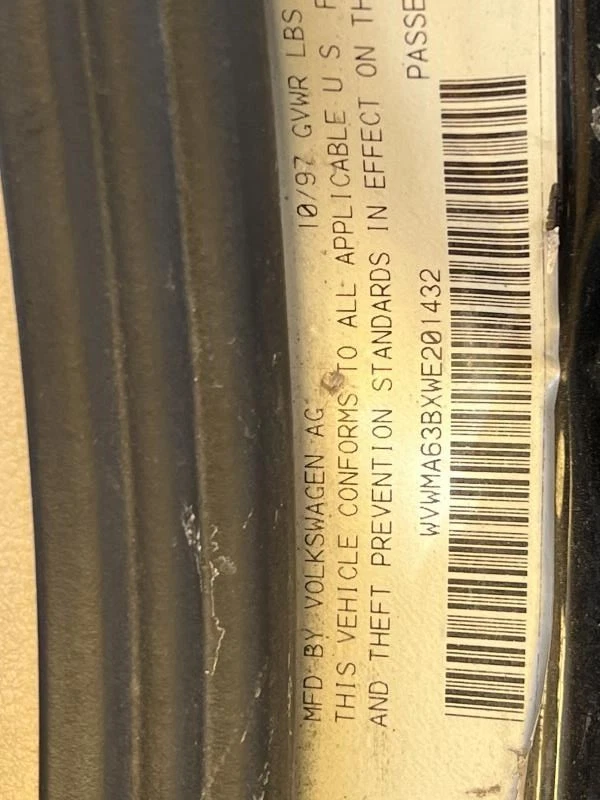 MFD BY VOLKSWAGEN AG 10/97 GVWR LBS
THIS VEHICLE CONFORMS TO ALL APPLICABLE U S F
AND THEFT PREVENTION STANDARDS IN EFFECT ON TH
WVWMA63BXWE201432 PASSE